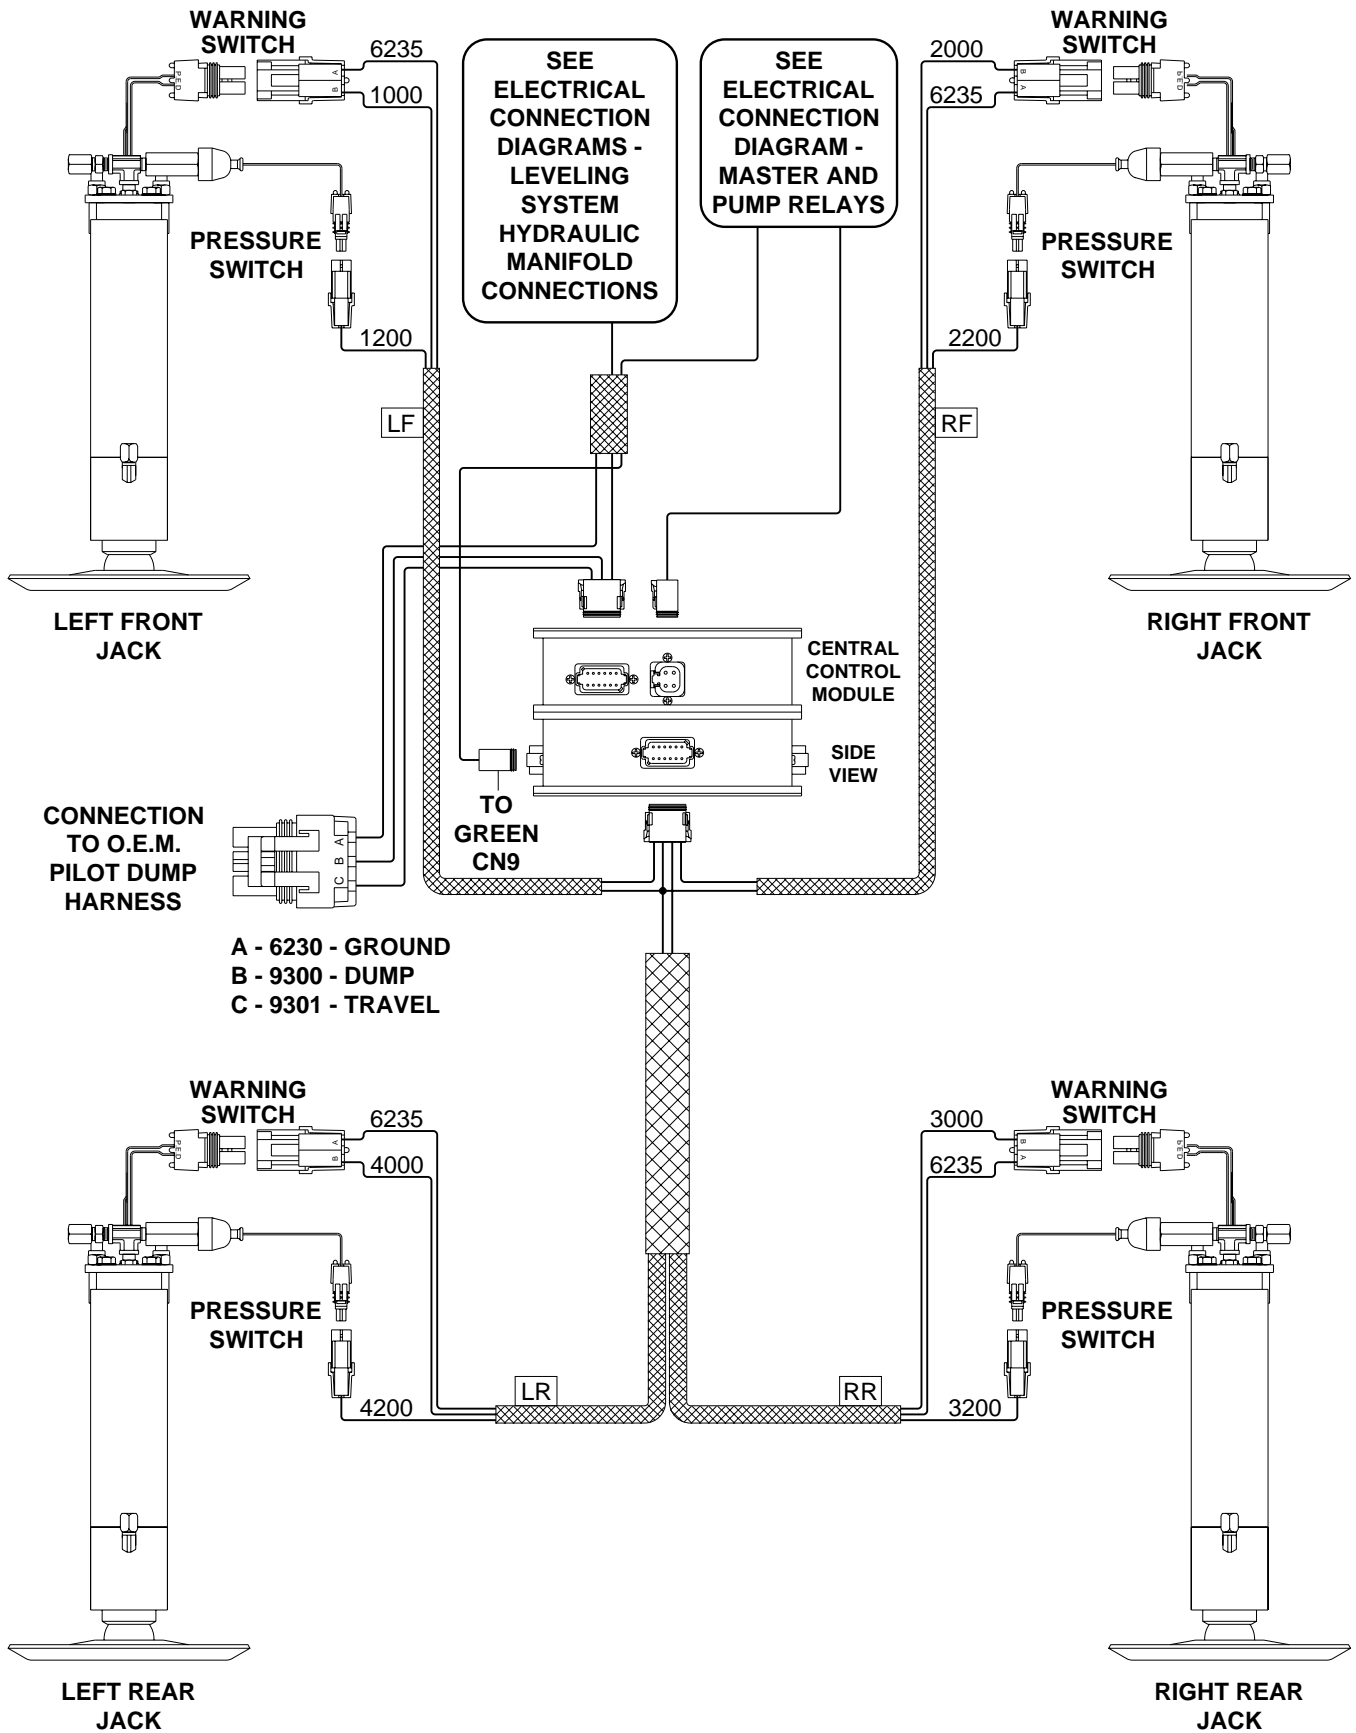 WARNING
SWITCH
6235
1000
SEE
ELECTRICAL
CONNECTION
DIAGRAMS -
LEVELING
SYSTEM
HYDRAULIC
MANIFOLD
CONNECTIONS
SEE
ELECTRICAL
CONNECTION
DIAGRAM -
MASTER AND
PUMP RELAYS
2000
6235
WARNING
SWITCH
PED
A
B
B
A
PED
PRESSURE
SWITCH
1200
PRESSURE
SWITCH
2200
LF
RF
LEFT FRONT
JACK
RIGHT FRONT
JACK
CENTRAL
CONTROL
MODULE
SIDE
VIEW
TO
GREEN
CN9
CONNECTION
TO O.E.M.
PILOT DUMP
HARNESS
A
B
C
A - 6230 - GROUND
B - 9300 - DUMP
C - 9301 - TRAVEL
WARNING
SWITCH
6235
4000
3000
6235
WARNING
SWITCH
PED
A
B
B
A
PED
PRESSURE
SWITCH
4200
PRESSURE
SWITCH
3200
LR
RR
LEFT REAR
JACK
RIGHT REAR
JACK